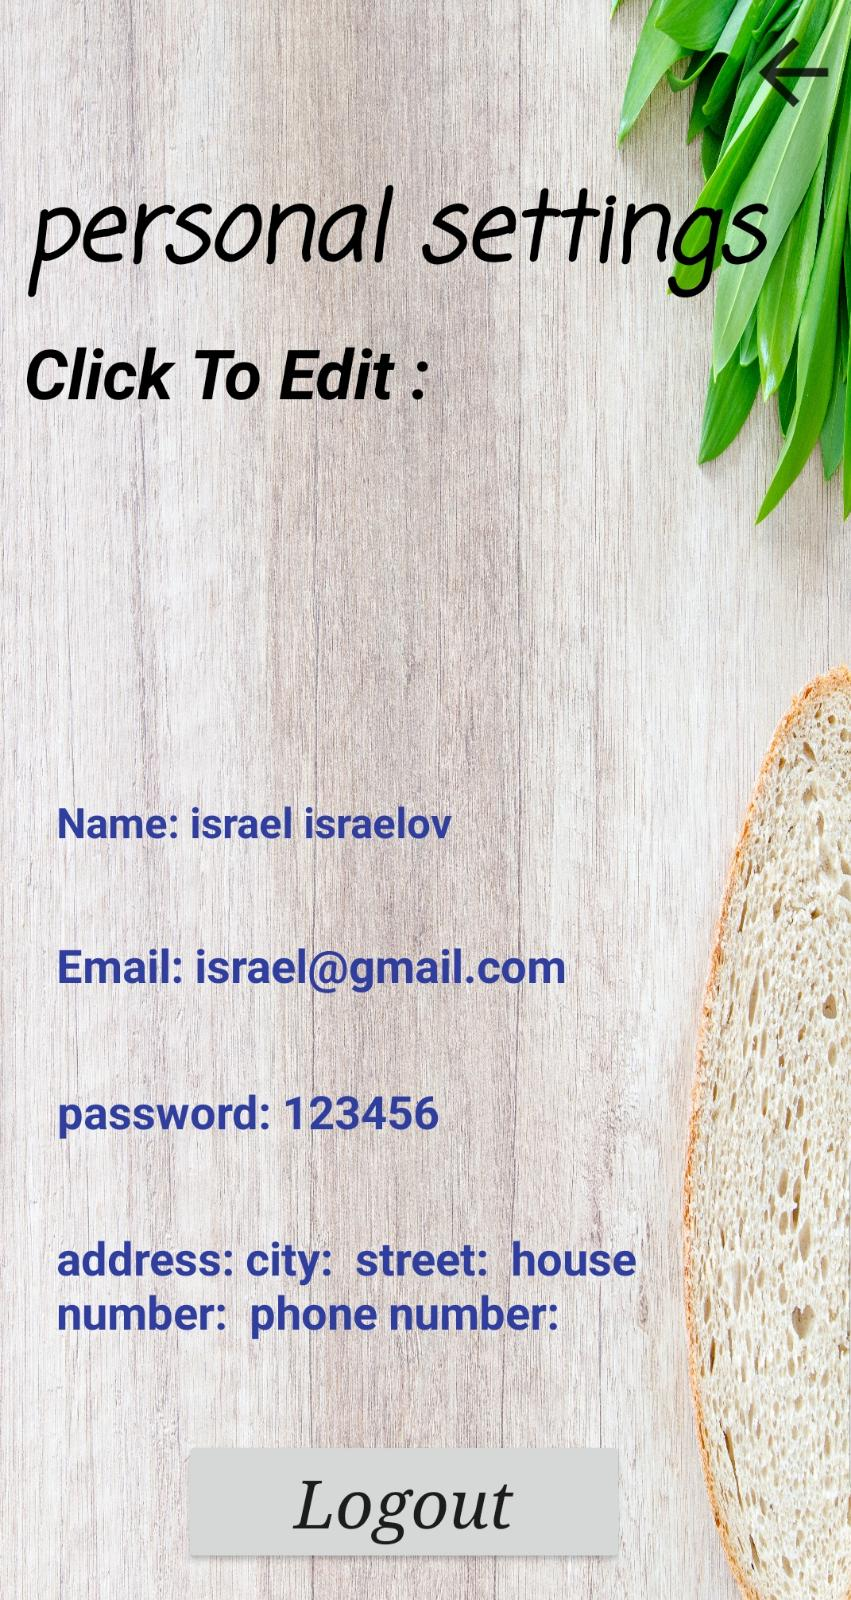 personal settings
Click To Edit :
Name: israel israelov
Email: israel@gmail.com
password: 123456
address: city:  street:  house
number:  phone number:
Logout